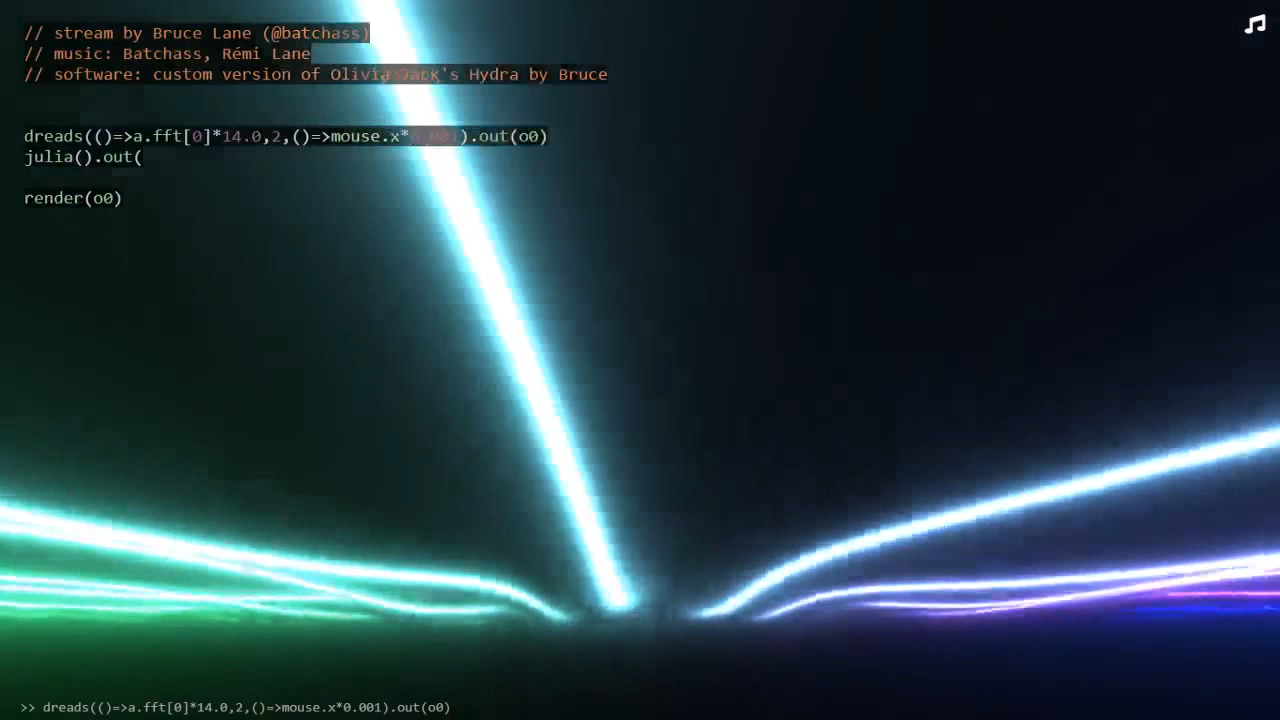 // stream by Bruce Lane (@batchass)
// music: Batchass, Rémi Lane
// software: custom version of Olivia Jack's Hydra by Bruce
dreads(()=>a.fft[0]*14.0,2,()=>mouse.x*0.001).out(o0)
julia().out(
render(o0)
>> dreads(()=>a.fft[0]*14.0,2,()=>mouse.x*0.001).out(o0)